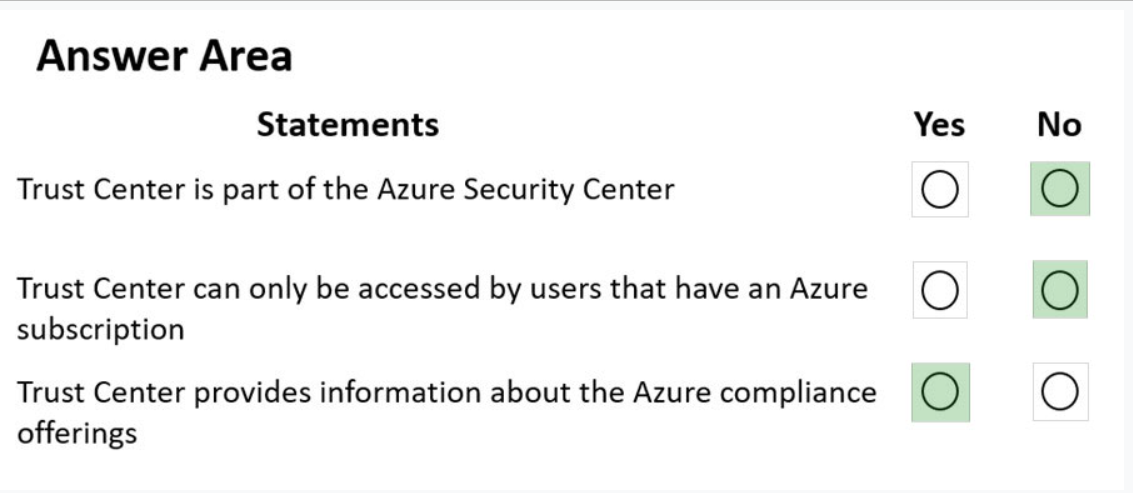 Answer Area
Statements Yes No
Trust Center is part of the Azure Security Center
Trust Center can only be accessed by users that have an Azure
subscription
Trust Center provides information about the Azure compliance
offerings